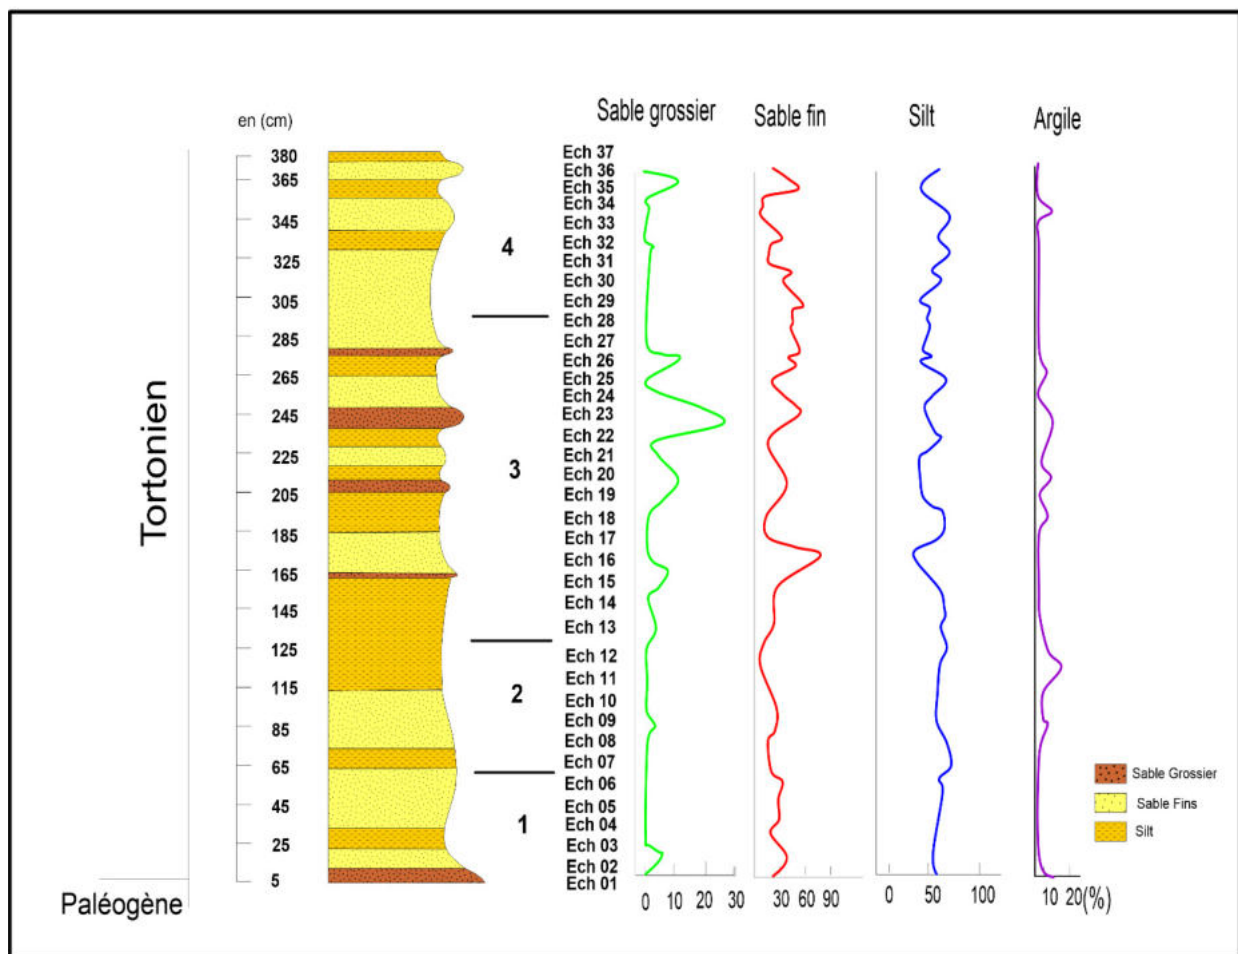 Sable grossier
Sable fin
Silt
Argile
en (cm)
380
365
345
325
305
285
265
245
225
205
185
165
145
125
115
85
65
45
25
5
Tortonien
Paléogène
4
3
2
1
Ech 37
Ech 36
Ech 35
Ech 34
Ech 33
Ech 32
Ech 31
Ech 30
Ech 29
Ech 28
Ech 27
Ech 26
Ech 25
Ech 24
Ech 23
Ech 22
Ech 21
Ech 20
Ech 19
Ech 18
Ech 17
Ech 16
Ech 15
Ech 14
Ech 13
Ech 12
Ech 11
Ech 10
Ech 09
Ech 08
Ech 07
Ech 06
Ech 05
Ech 04
Ech 03
Ech 02
Ech 01
0 10 20 30
30 60 90
0 50 100
10 20(%)
Sable Grossier
Sable Fins
Silt